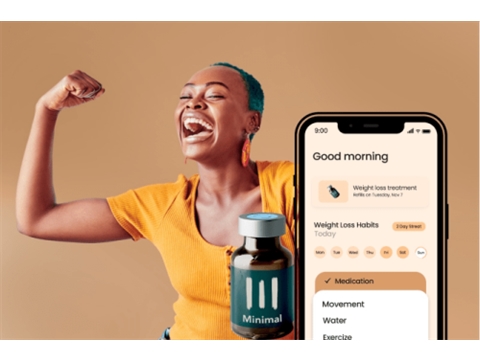 9:00
Good morning
Weight loss treatment
Refills on Tuesday, Nov 7
Weight Loss Habits
3 Day Streak
Today
Mon Tue Wed Thu Fri Sat Sun
Medication
Movement
Water
Exercize
Minimal